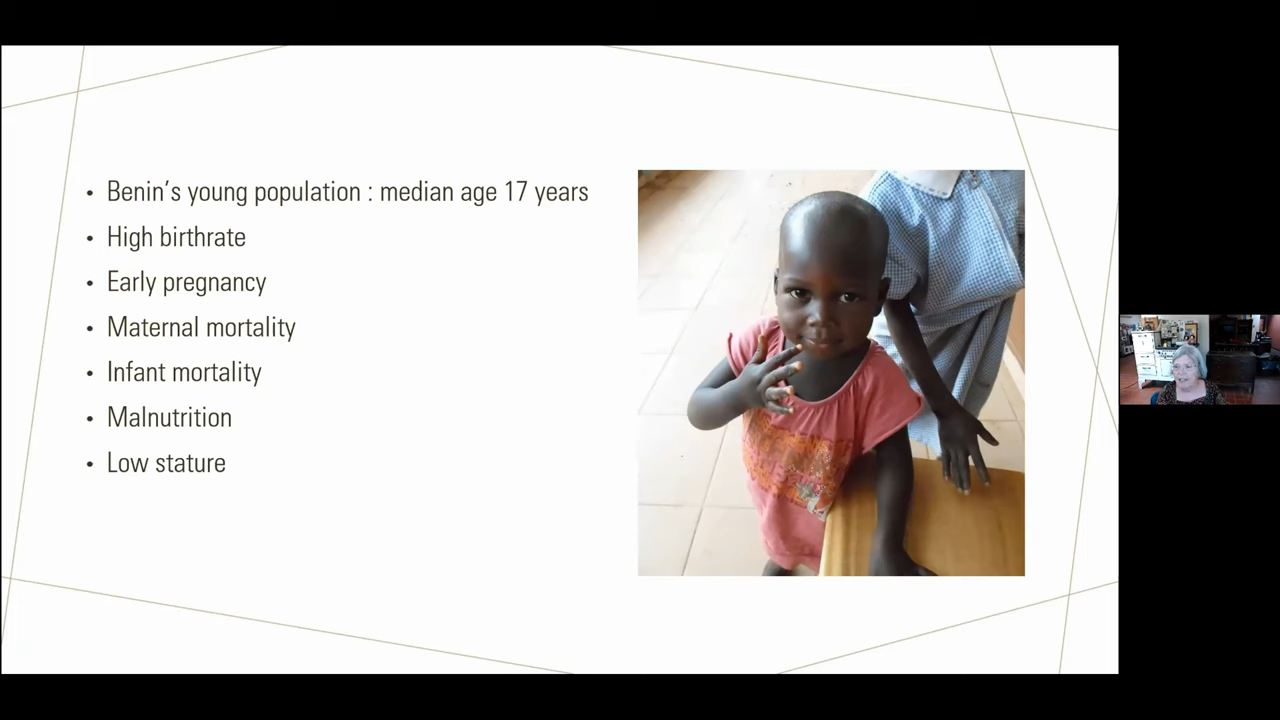 • Benin’s young population : median age 17 years
• High birthrate
• Early pregnancy
• Maternal mortality
• Infant mortality
• Malnutrition
• Low stature